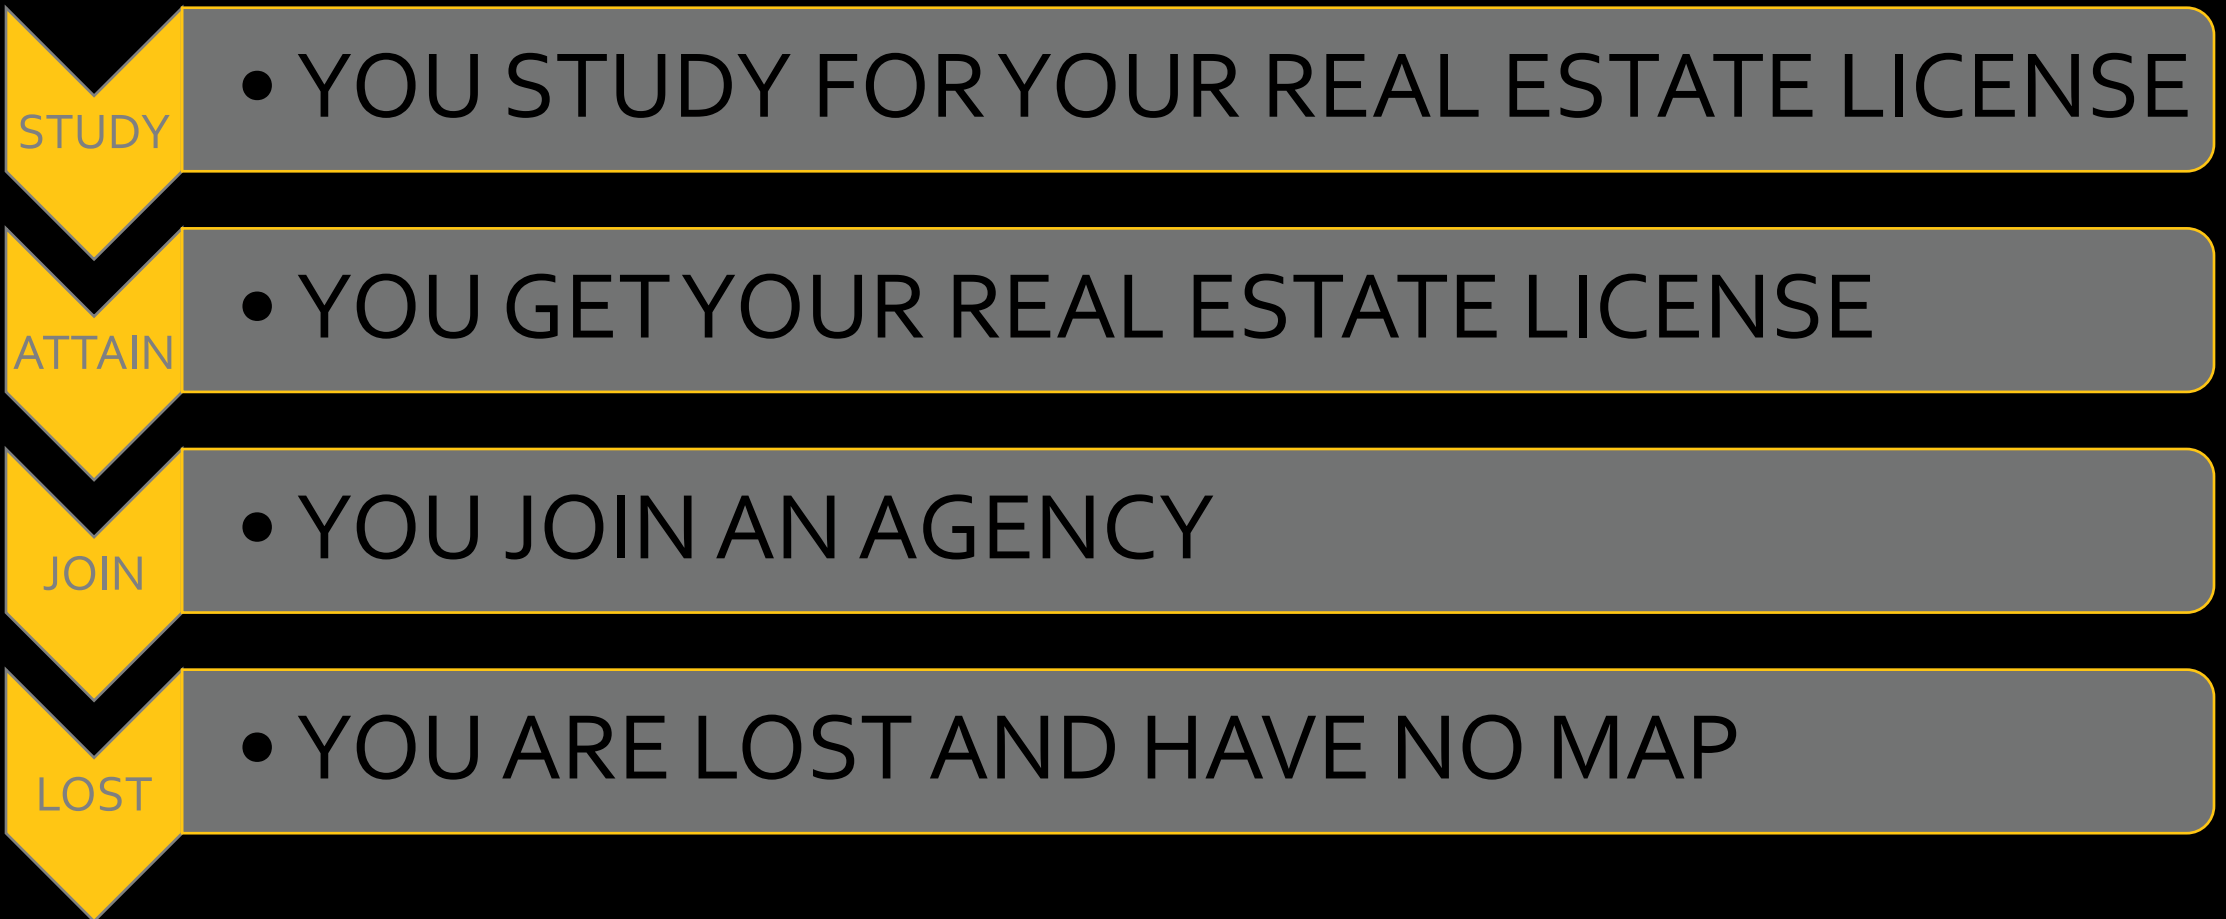 STUDY
• YOU STUDY FOR YOUR REAL ESTATE LICENSE
ATTAIN
• YOU GET YOUR REAL ESTATE LICENSE
JOIN
• YOU JOIN AN AGENCY
LOST
• YOU ARE LOST AND HAVE NO MAP